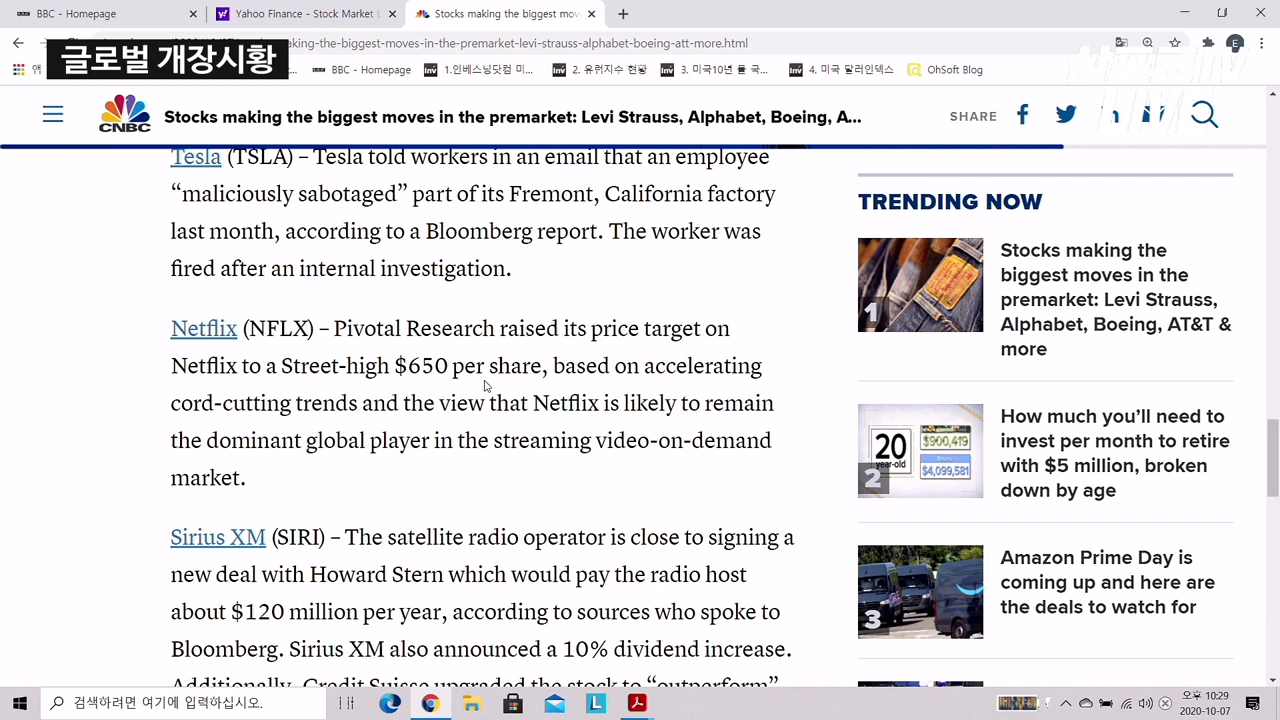 BBC - Homepage
Yahoo Finance - Stock Market L
Stocks making the biggest mov
글로벌 개장시황
aking-the-biggest-moves-in-the-premarket-levi-strauss-alphabet-boeing-att-more.html
BBC - Homepage
1.인베스닝닷컴 미...
2. 유럽지수 현황
3. 미국10년 물 국...
4. 미국 달러인덱스
OhSoft Blog
CNBC
Stocks making the biggest moves in the premarket: Levi Strauss, Alphabet, Boeing, A...
SHARE
Tesla (TSLA) – Tesla told workers in an email that an employee
“maliciously sabotaged” part of its Fremont, California factory
last month, according to a Bloomberg report. The worker was
fired after an internal investigation.
Netflix (NFLX) – Pivotal Research raised its price target on
Netflix to a Street-high $650 per share, based on accelerating
cord-cutting trends and the view that Netflix is likely to remain
the dominant global player in the streaming video-on-demand
market.
Sirius XM (SIRI) – The satellite radio operator is close to signing a
new deal with Howard Stern which would pay the radio host
about $120 million per year, according to sources who spoke to
Bloomberg. Sirius XM also announced a 10% dividend increase.
Additionally, Credit Suisse upgraded the stock to “outperform”
TRENDING NOW
1
Stocks making the
biggest moves in the
premarket: Levi Strauss,
Alphabet, Boeing, AT&T &
more
20
year-old
$900,419
$4,099,581
2
How much you’ll need to
invest per month to retire
with $5 million, broken
down by age
3
Amazon Prime Day is
coming up and here are
the deals to watch for
검색하려면 여기에 입력하십시오.
오후 10:29
2020-10-07